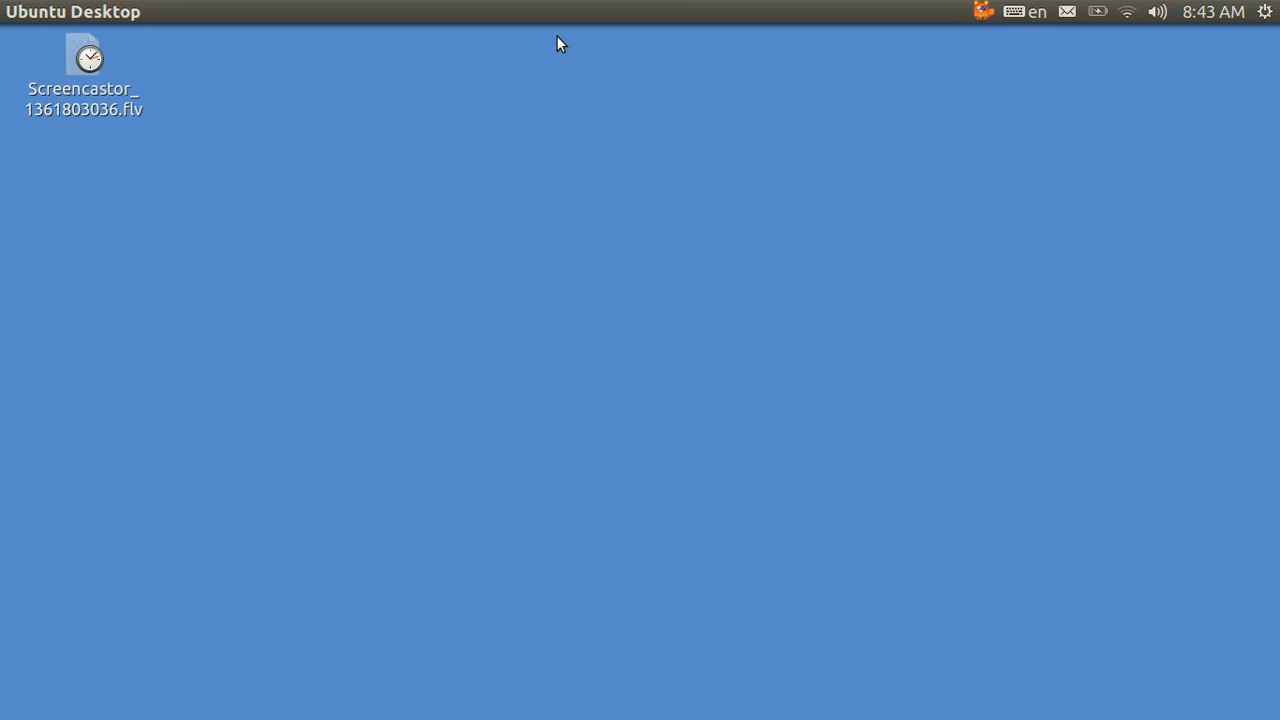 Ubuntu Desktop
en
8:43 AM
Screencastor_
1361803036.flv